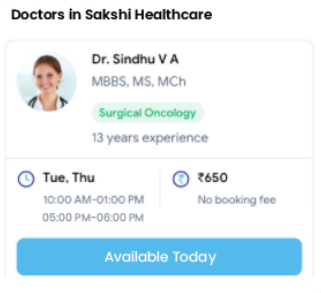 Doctors in Sakshi Healthcare
Dr. Sindhu V A
MBBS, MS, MCh
Surgical Oncology
13 years experience
Tue, Thu
10:00 AM-01:00 PM
05:00 PM-06:00 PM
₹650
No booking fee
Available Today